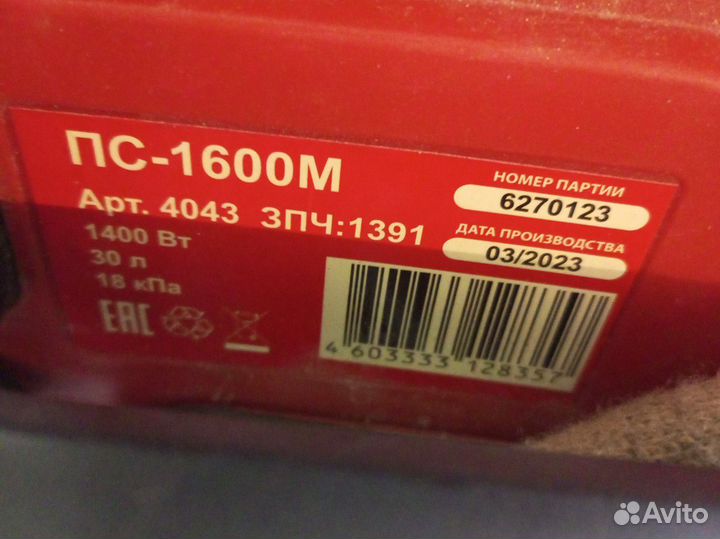 ПС-1600М
Арт. 4043 ЗПЧ:1391
1400 Вт
30 л
18 кПа
EAC
НОМЕР ПАРТИИ
6270123
ДАТА ПРОИЗВОДСТВА
03/2023
4 603333 128357
Avito